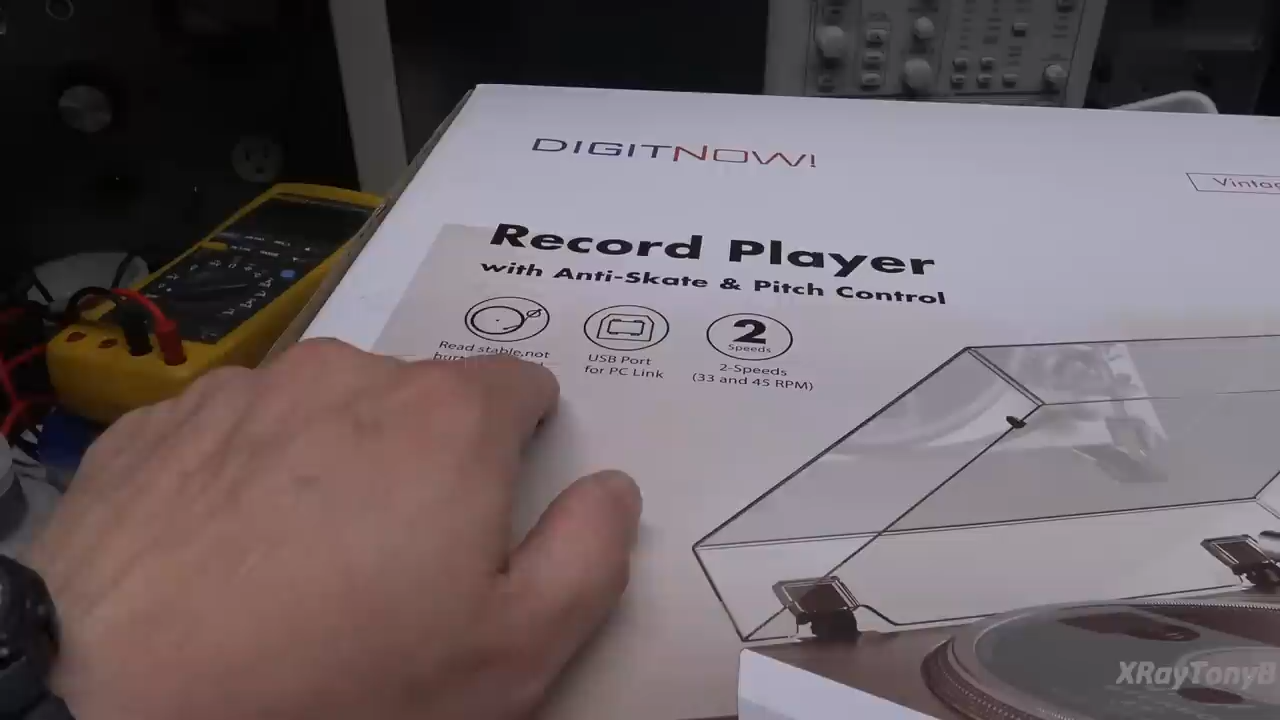 DIGITNOW!
Record Player
with Anti-Skate & Pitch Control
Read stable,not
2
Speeds
USB Port
for PC Link
2-Speeds
(33 and 45 RPM)
XRayTonyB